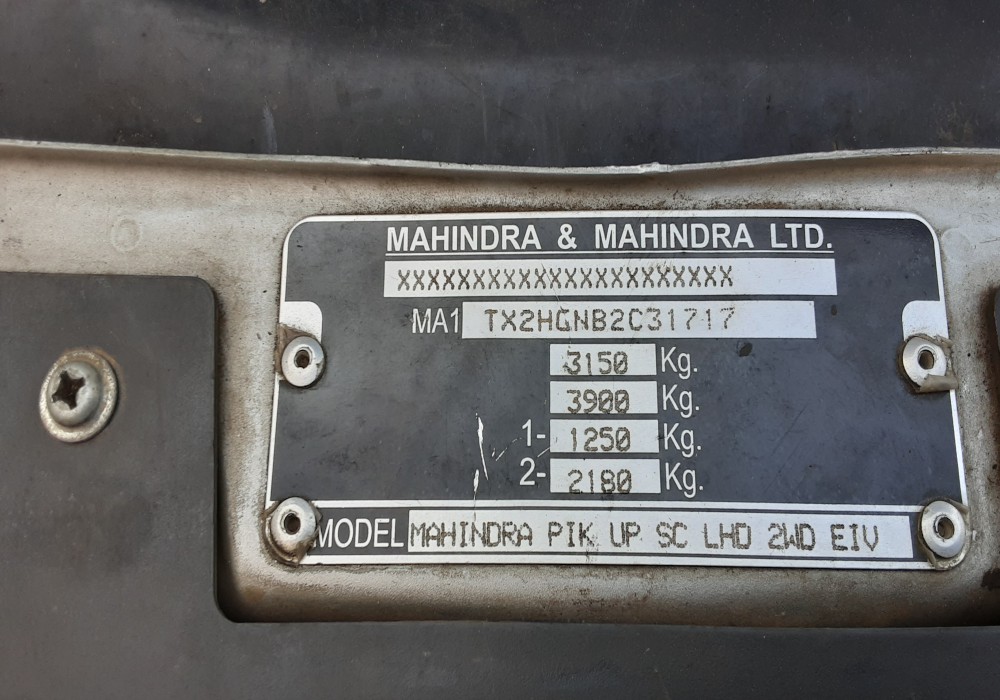 MAHINDRA & MAHINDRA LTD.
XXXXXXXXXXXXXXXXXXXXXX
MA1 TX2HGNB2C31717
3150 Kg.
3900 Kg.
1- 1250 Kg.
2- 2180 Kg.
MODEL MAHINDRA PIK UP SC LHD 2WD EIV